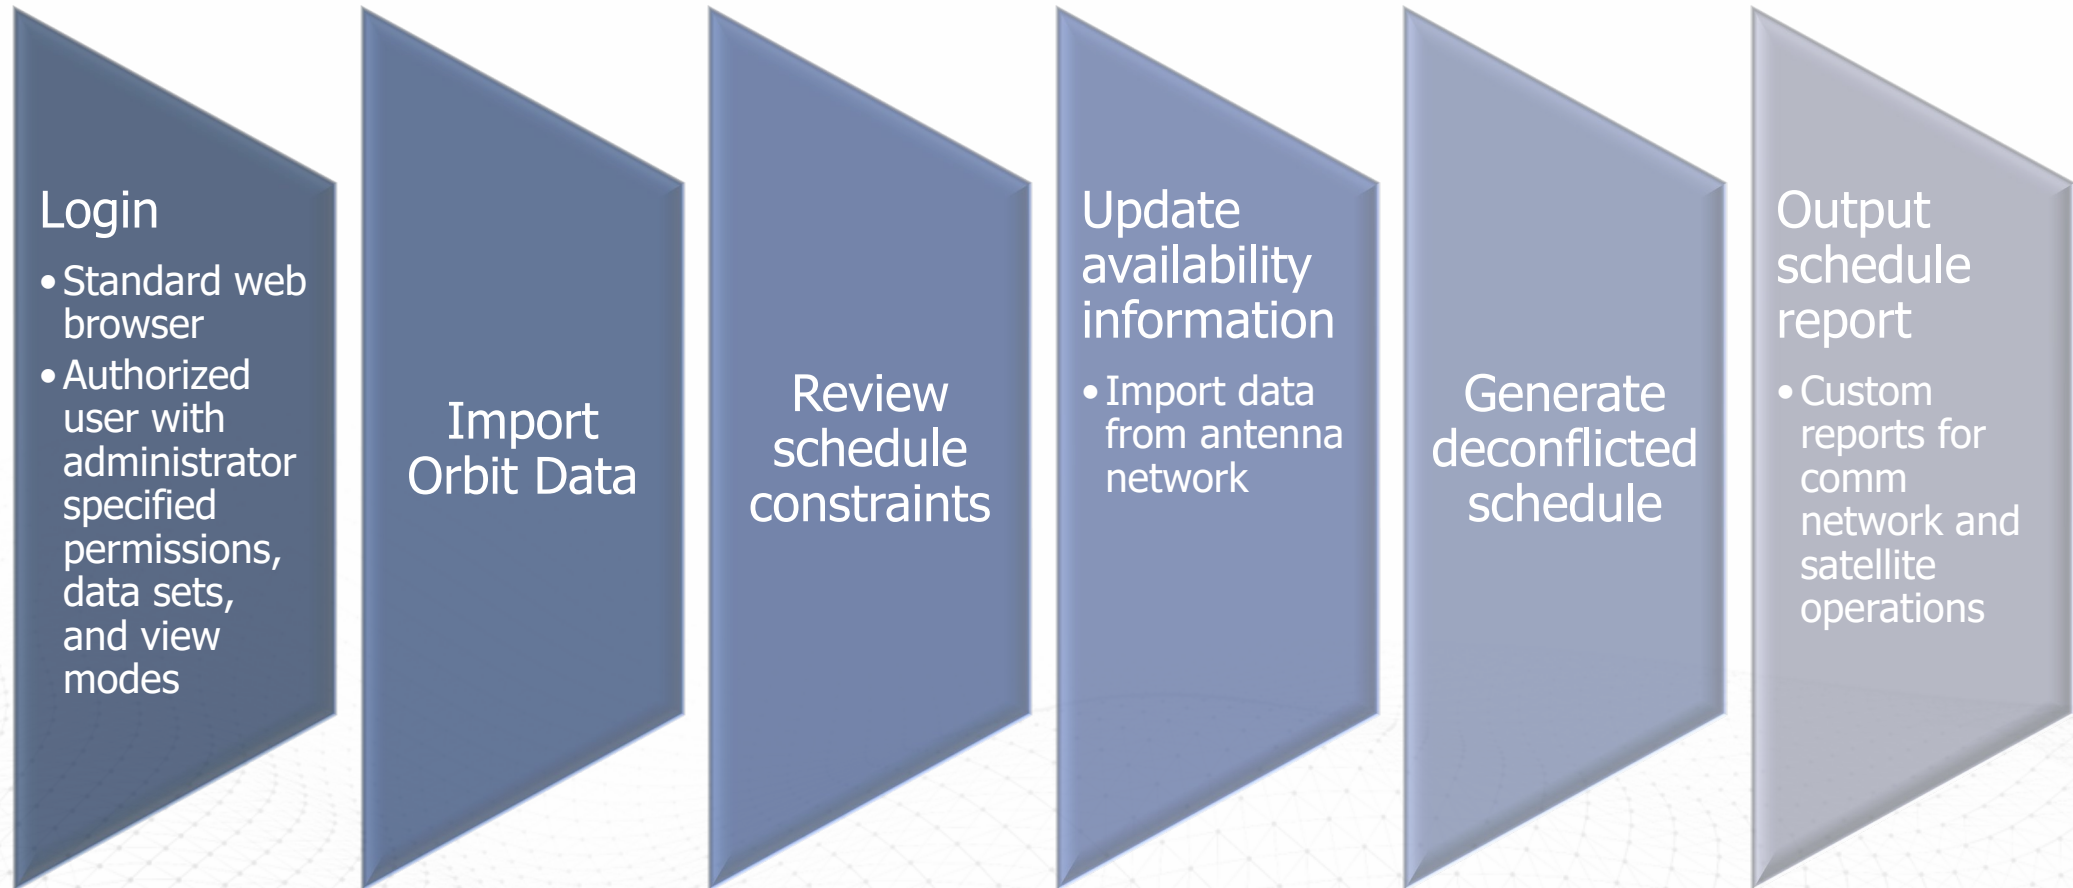 Login
• Standard web
browser
• Authorized
user with
administrator
specified
permissions,
data sets,
and view
modes
Import
Orbit Data
Review
schedule
constraints
Update
availability
information
• Import data
from antenna
network
Generate
deconflicted
schedule
Output
schedule
report
• Custom
reports for
comm
network and
satellite
operations